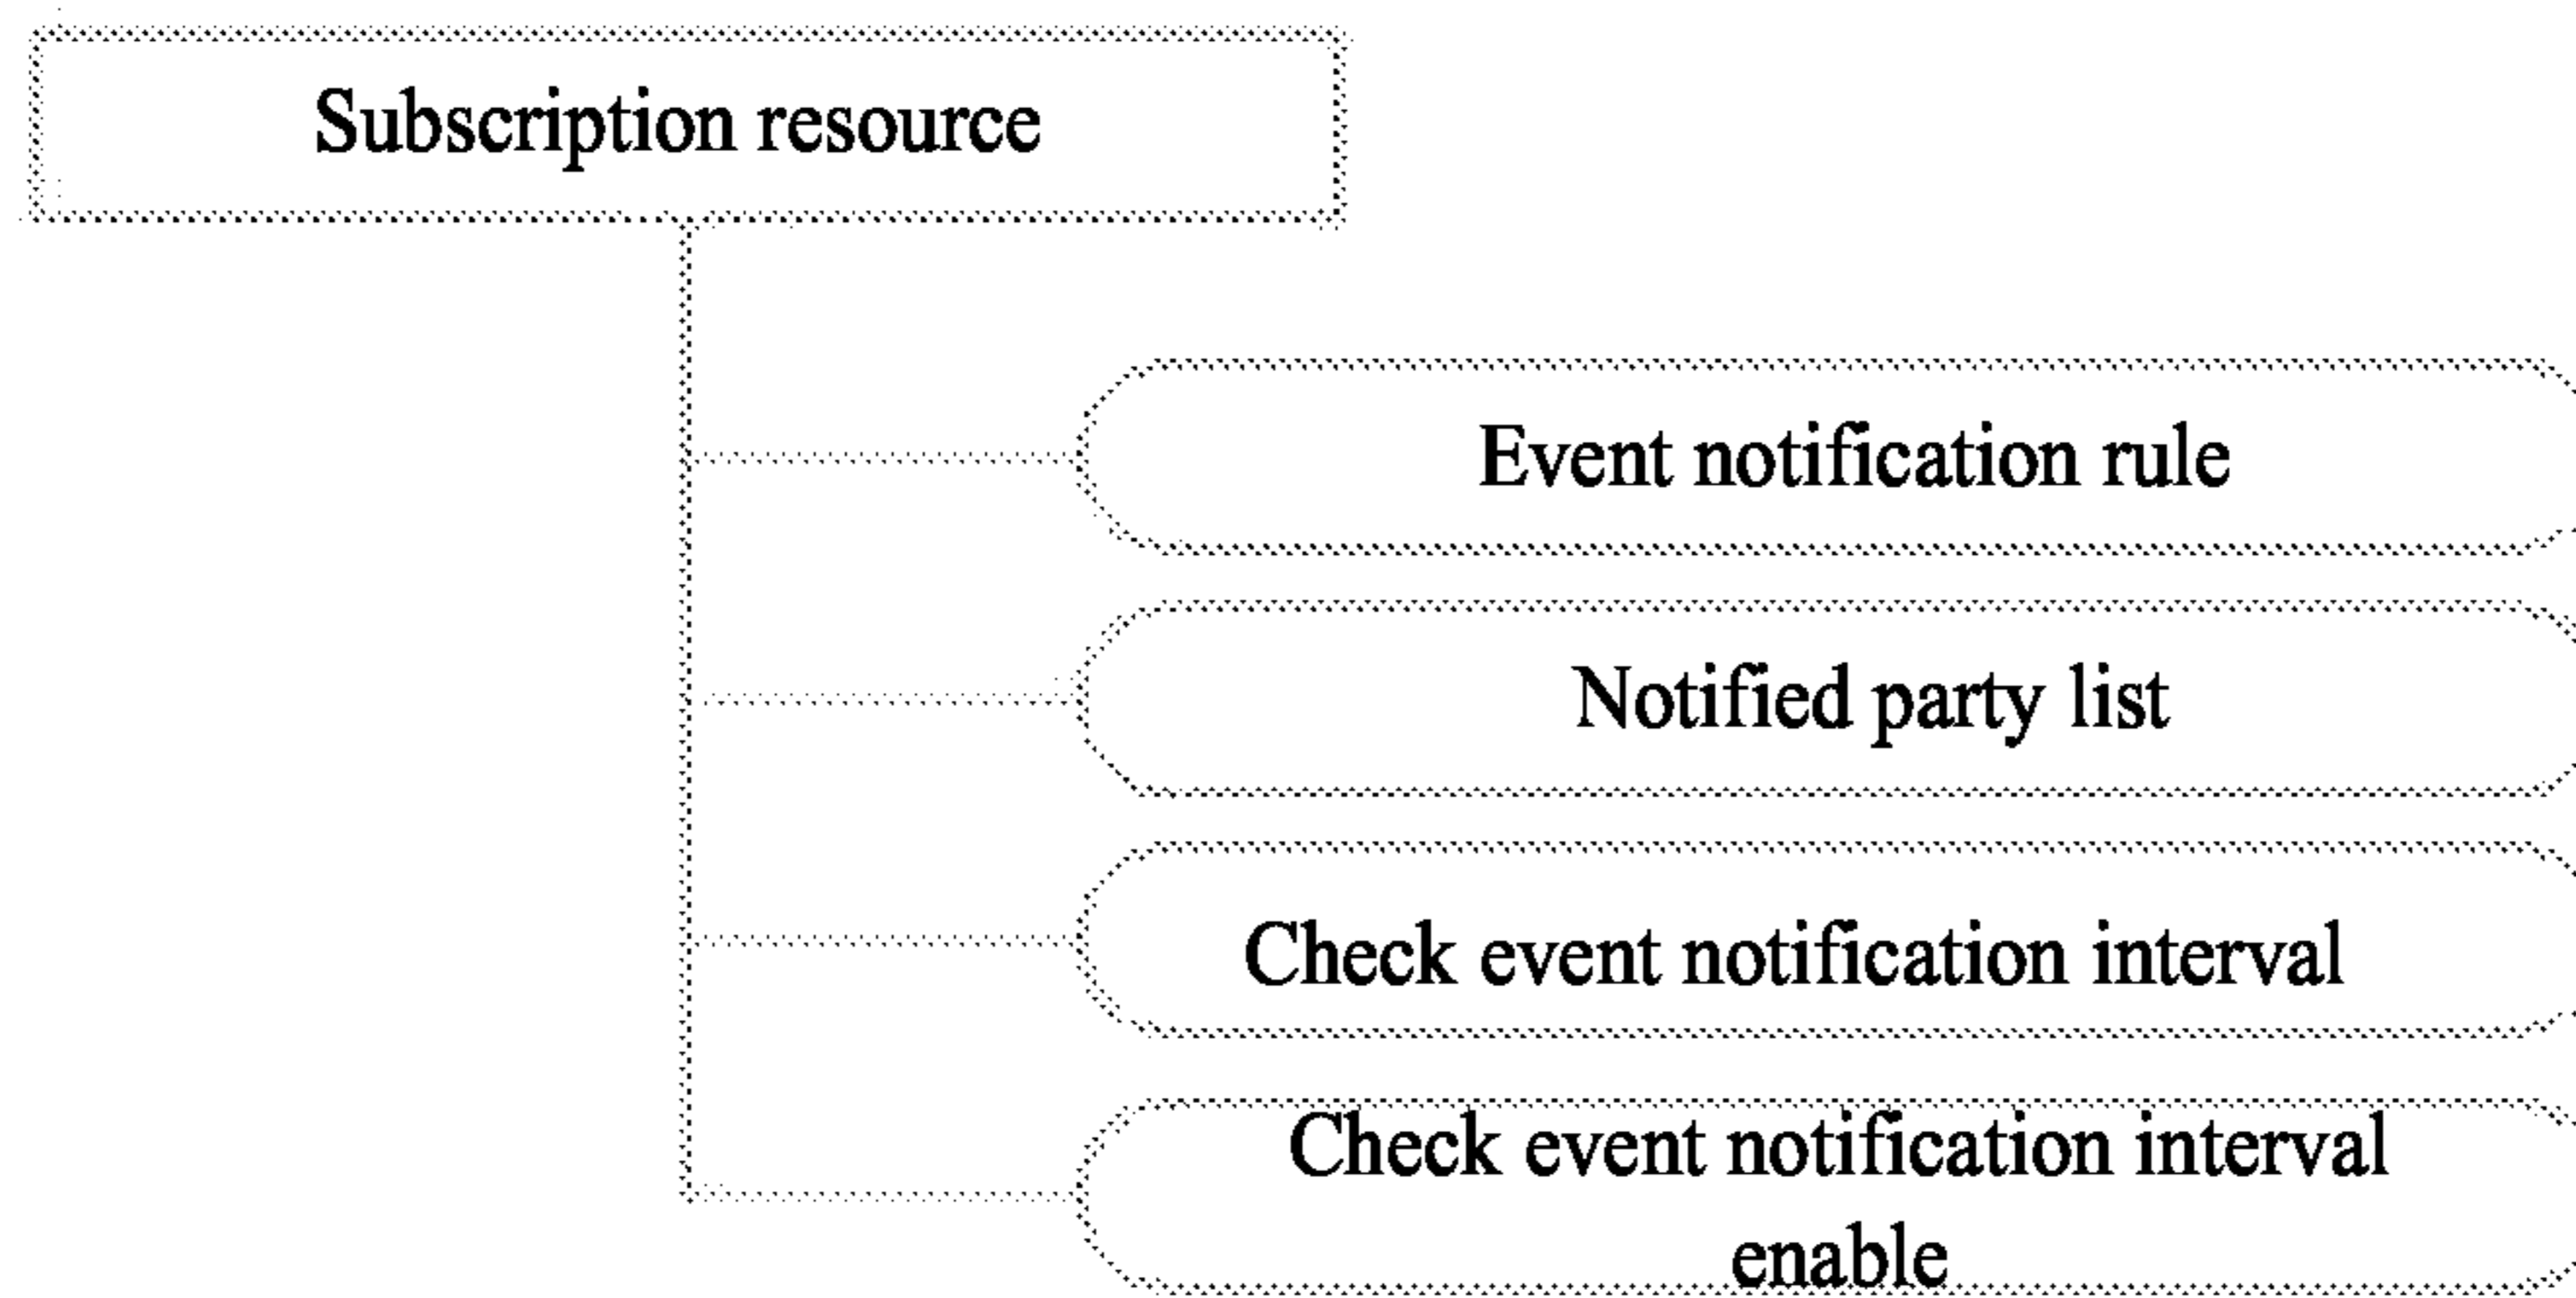 Subscription resource
Event notification rule
Notified party list
Check event notification interval
Check event notification interval
enable